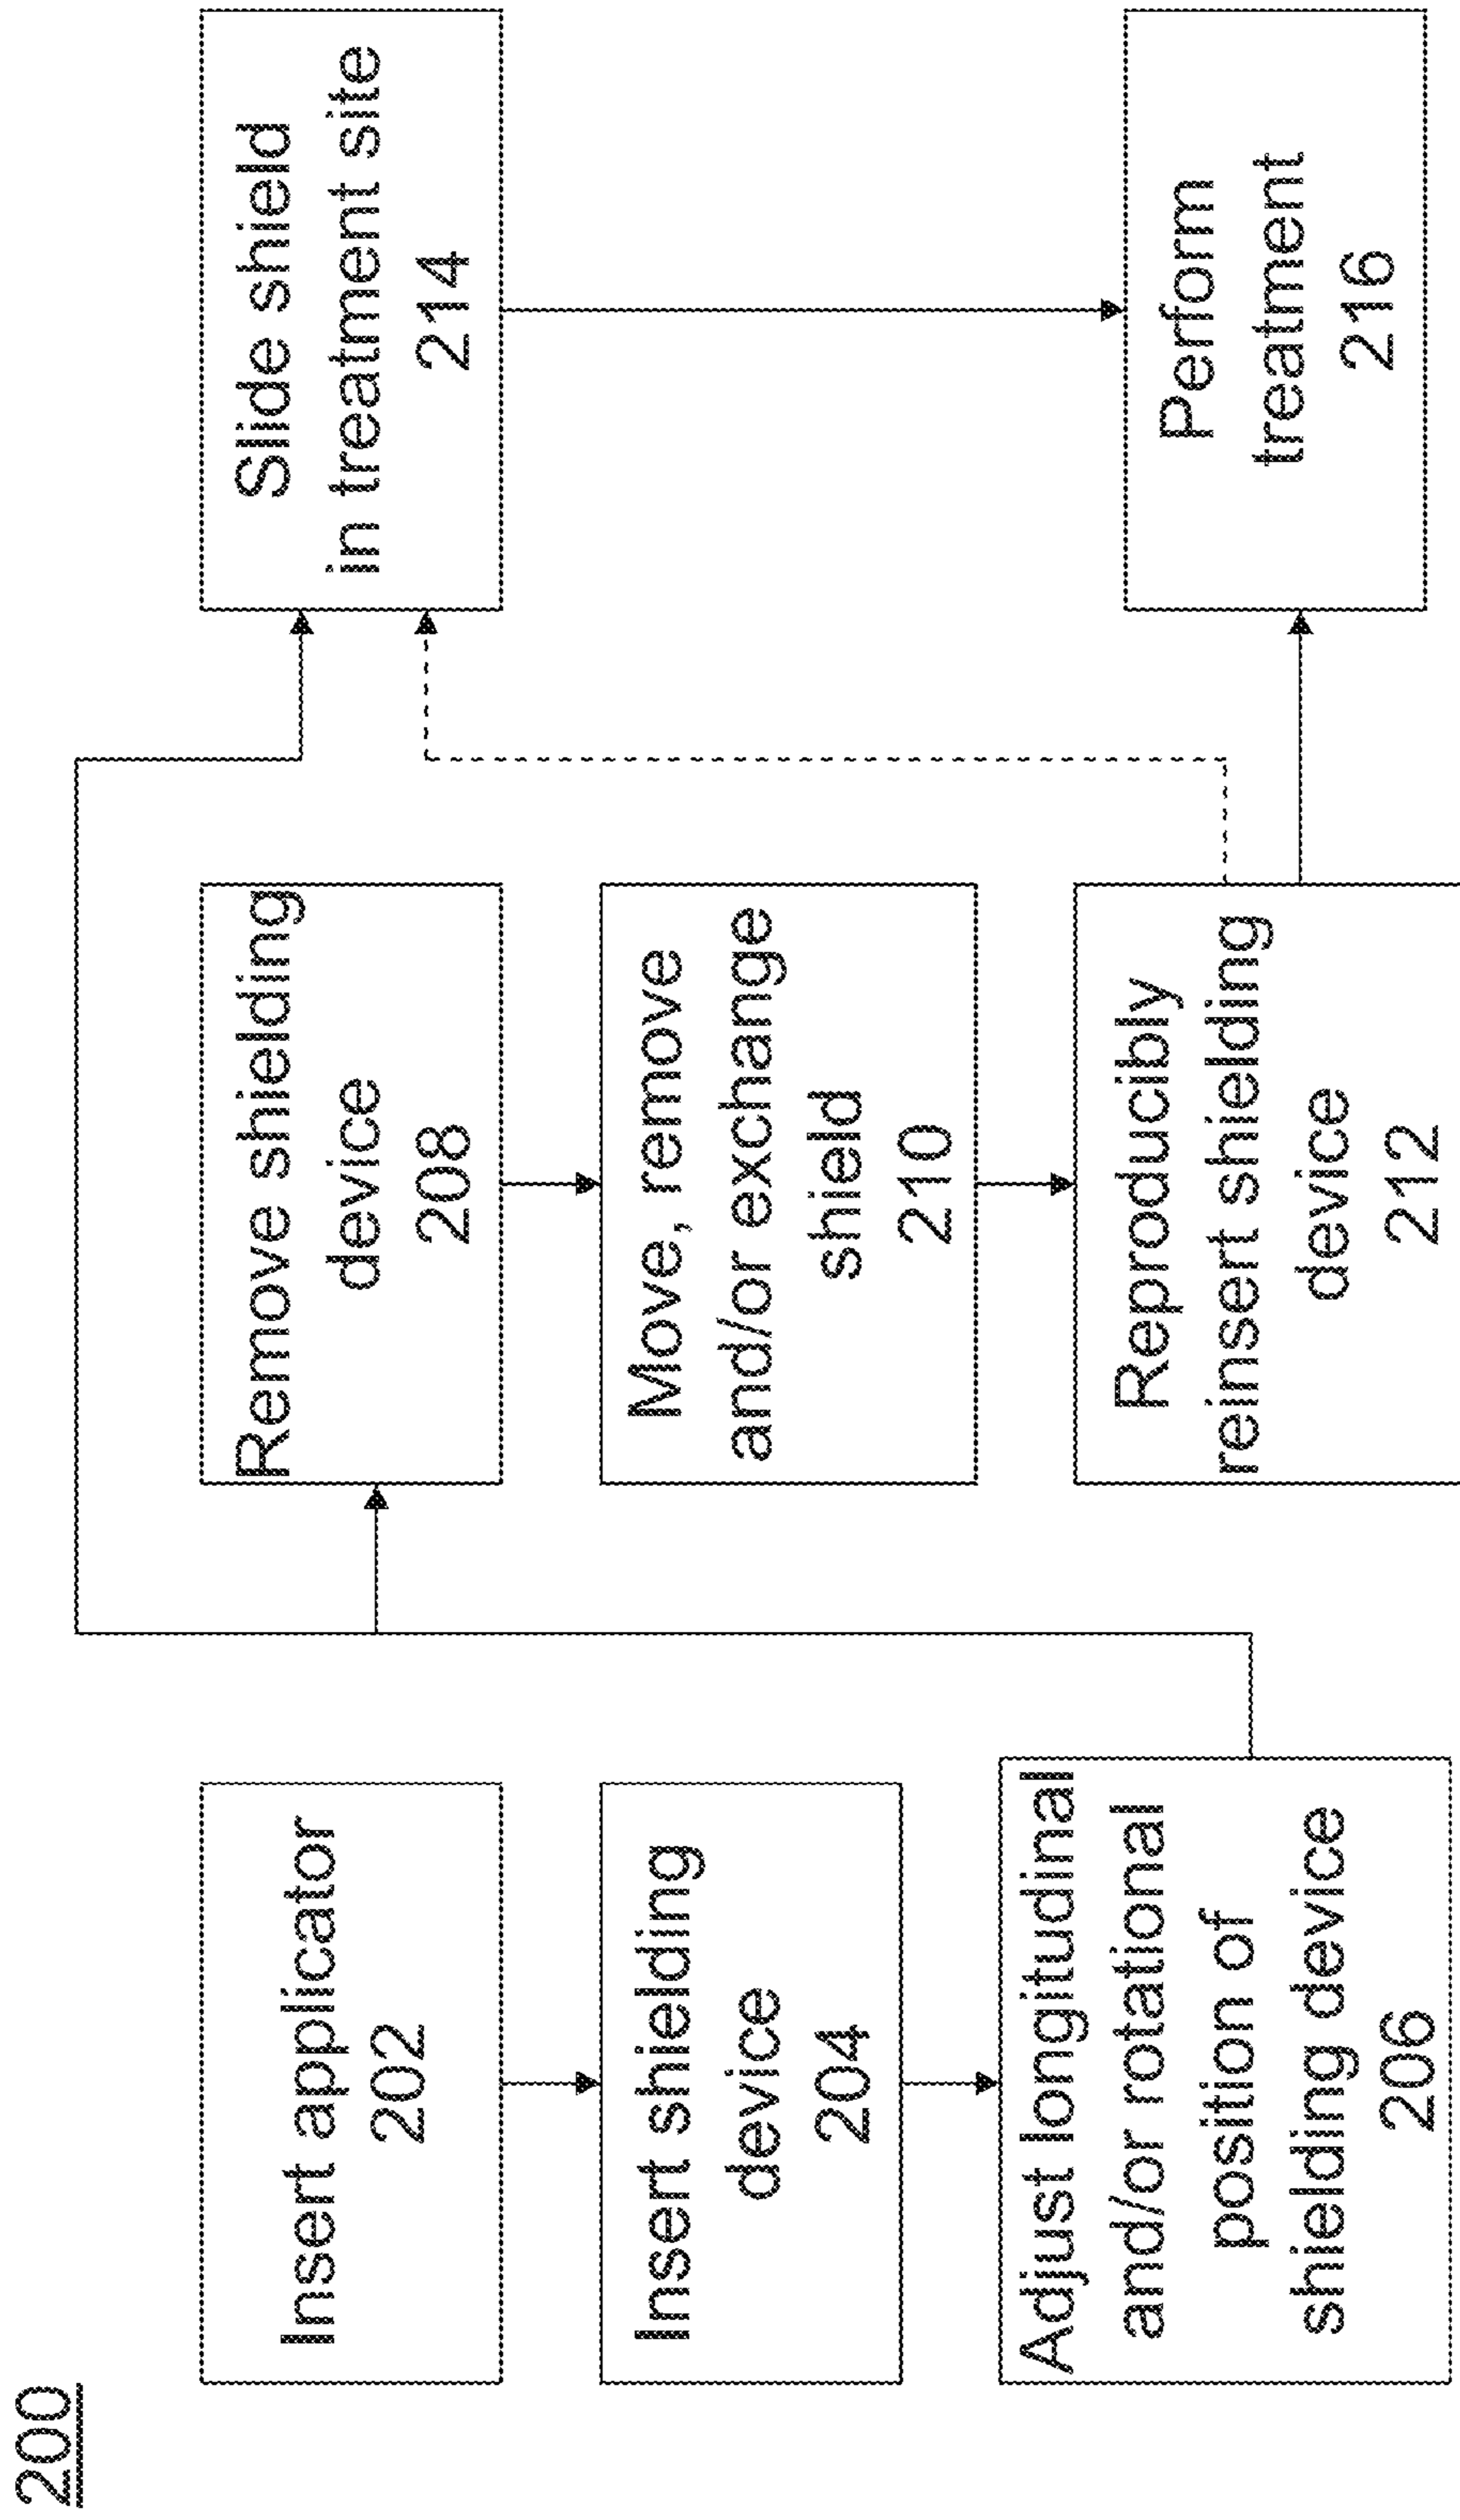 200
Insert applicator
202
Insert shielding
device
204
Adjust longitudinal
and/or rotational
position of
shielding device
206
Remove shielding
device
208
Move, remove
and/or exchange
shield
210
Reproducibly
reinsert shielding
device
212
Slide shield
in treatment site
214
Perform
treatment
216